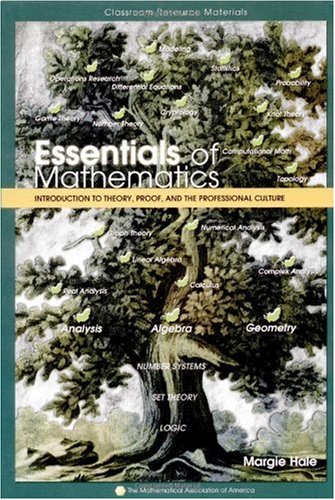 Classroom Resource Materials
Modeling
Statistics
Operations Research
Differential Equations
Probability
Cryptology
Game Theory
Number Theory
Knot Theory
Essentials of
Mathematics
Computational Math
Topology
INTRODUCTION TO THEORY, PROOF, AND THE PROFESSIONAL CULTURE
Graph Theory
Numerical Analysis
Linear Algebra
Complex Analysis
Real Analysis
Calculus
Analysis
Algebra
Geometry
NUMBER SYSTEMS
SET THEORY
LOGIC
Margie Hale
The Mathematical Association of America